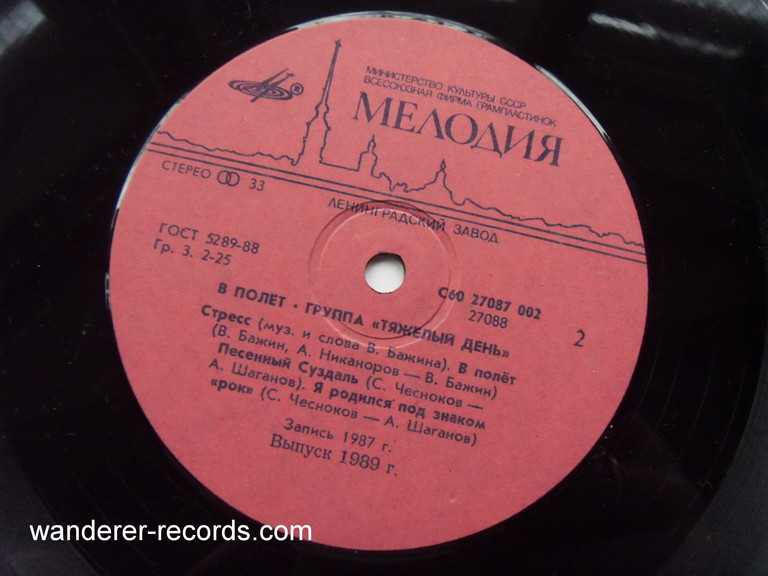 МИНИСТЕРСТВО КУЛЬТУРЫ СССР
ВСЕСОЮЗНАЯ ФИРМА ГРАМПЛАСТИНОК
МЕЛОДИЯ
®
СТЕРЕО 33
ЛЕНИНГРАДСКИЙ ЗАВОД
ГОСТ 5289-88
Гр. 3. 2-25
С60 27087 002
27088
2
В ПОЛЕТ • ГРУППА «ТЯЖЕЛЫЙ ДЕНЬ»
Стресс (муз. и слова В. Бажина). В полёт
(В. Бажин, А. Никаноров — В. Бажин)
Песенный Суздаль (С. Чесноков —
А. Шаганов). Я родился под знаком
«рок» (С. Чесноков — А. Шаганов)
Запись 1987 г.
Выпуск 1989 г.
wanderer-records.com